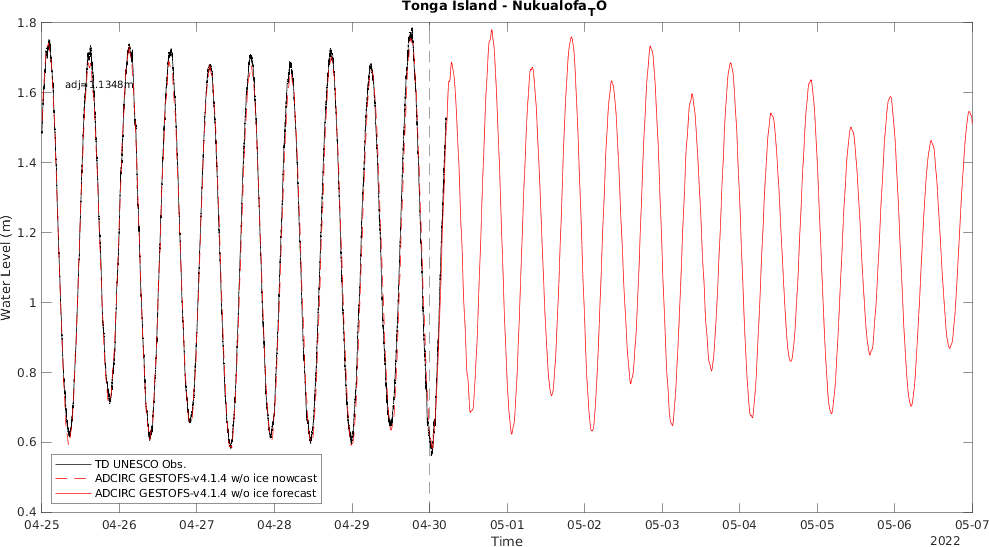 Tonga Island - Nukualofa_TO
1.8
1.6
1.4
1.2
1
0.8
0.6
0.4
Water Level (m)
adj=1.1348m
TD UNESCO Obs.
ADCIRC GESTOFS-v4.1.4 w/o ice nowcast
ADCIRC GESTOFS-v4.1.4 w/o ice forecast
04-25 04-26 04-27 04-28 04-29 04-30 05-01 05-02 05-03 05-04 05-05 05-06 05-07
Time
2022